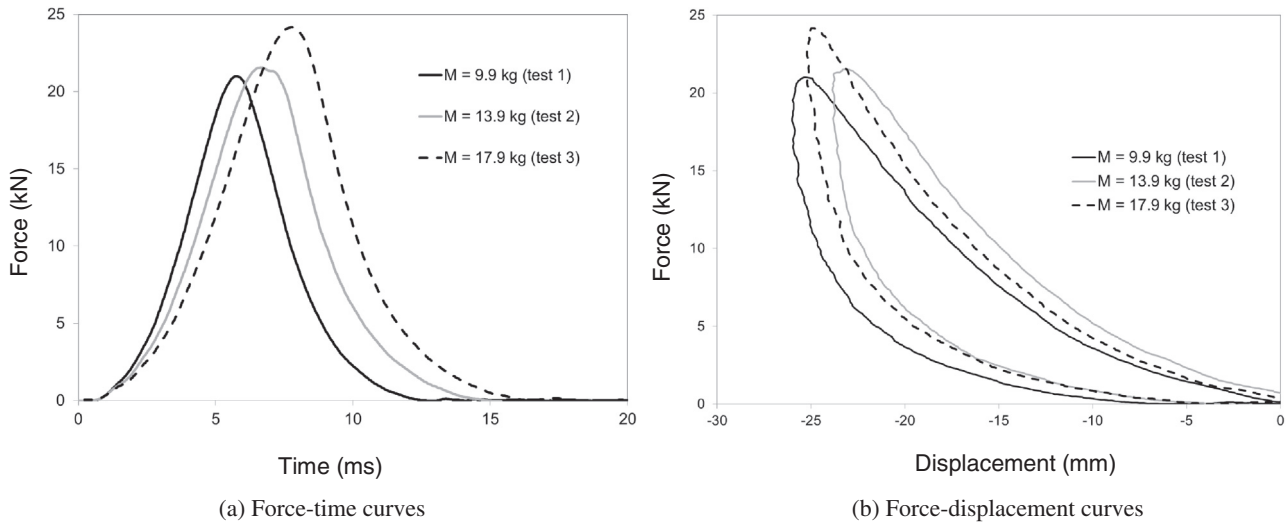 25
20
15
10
5
0
Force (kN)
0 5 10 15 20
Time (ms)
M = 9.9 kg (test 1)
M = 13.9 kg (test 2)
M = 17.9 kg (test 3)
(a) Force-time curves
25
20
15
10
5
0
Force (kN)
-30 -25 -20 -15 -10 -5 0
Displacement (mm)
M = 9.9 kg (test 1)
M = 13.9 kg (test 2)
M = 17.9 kg (test 3)
(b) Force-displacement curves